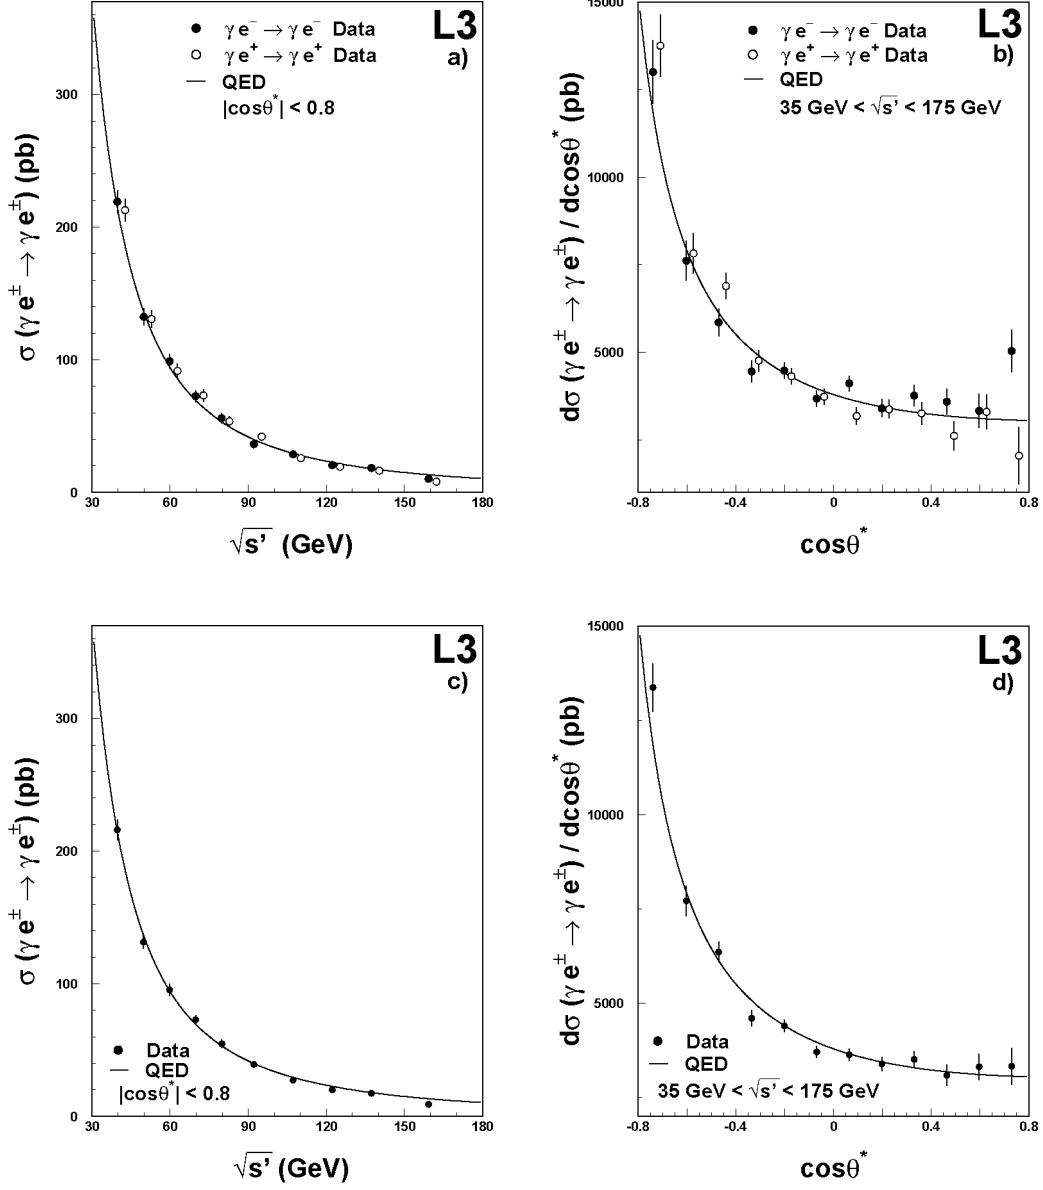 L3
a)
γ e⁻ → γ e⁻ Data
γ e⁺ → γ e⁺ Data
QED
|cosθ*| < 0.8
300
200
100
0
30 60 90 120 150 180
σ (γ e± → γ e±) (pb)
√s’ (GeV)
L3
b)
γ e⁻ → γ e⁻ Data
γ e⁺ → γ e⁺ Data
QED
35 GeV < √s’ < 175 GeV
15000
10000
5000
-0.8 -0.4 0 0.4 0.8
dσ (γ e± → γ e±) / dcosθ* (pb)
cosθ*
L3
c)
300
200
100
0
Data
QED
|cosθ*| < 0.8
30 60 90 120 150 180
σ (γ e± → γ e±) (pb)
√s’ (GeV)
L3
d)
15000
10000
5000
Data
QED
35 GeV < √s’ < 175 GeV
-0.8 -0.4 0 0.4 0.8
dσ (γ e± → γ e±) / dcosθ* (pb)
cosθ*